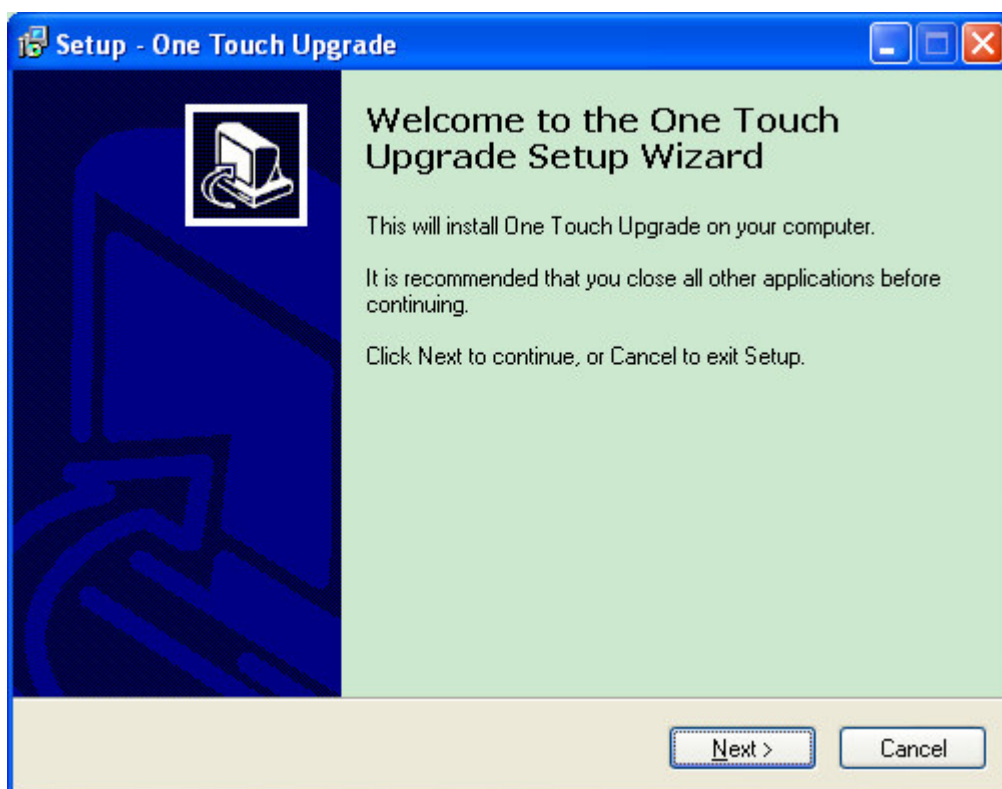 Setup - One Touch Upgrade
Welcome to the One Touch
Upgrade Setup Wizard
This will install One Touch Upgrade on your computer.
It is recommended that you close all other applications before
continuing.
Click Next to continue, or Cancel to exit Setup.
Next >
Cancel